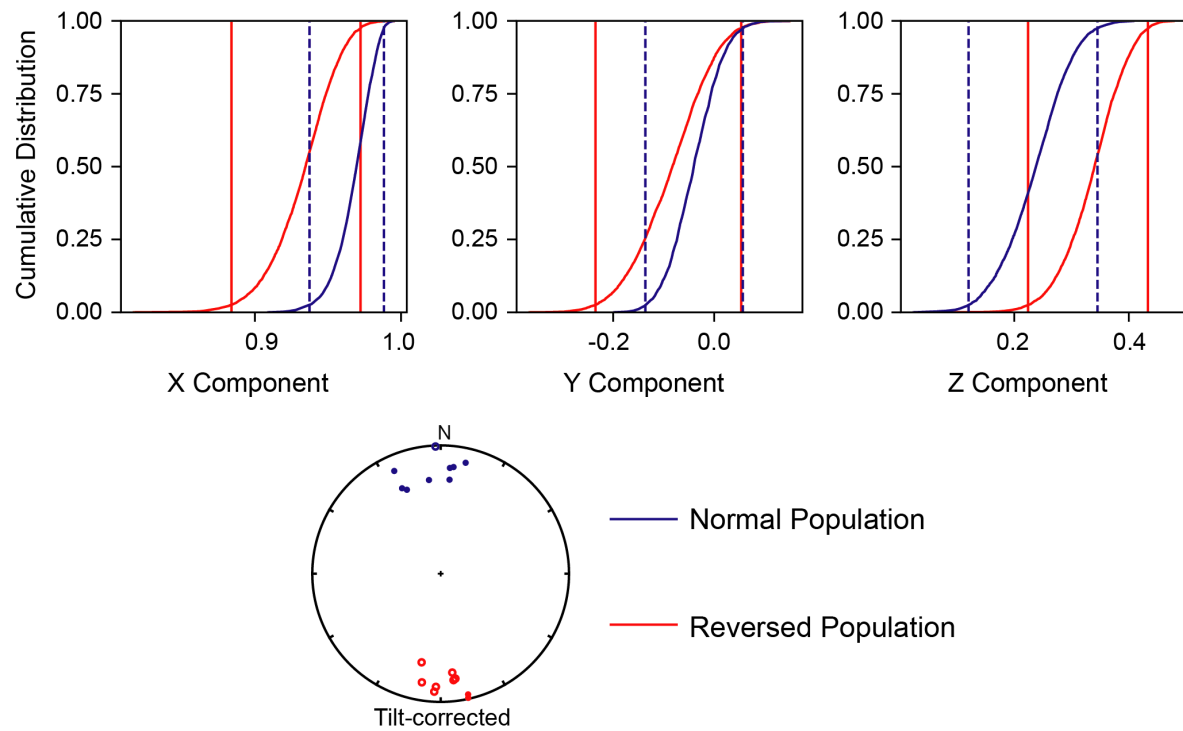 Cumulative Distribution
1.00 1.00 1.00
0.75 0.75 0.75
0.50 0.50 0.50
0.25 0.25 0.25
0.00 0.00 0.00
0.9 1.0 -0.2 0.0 0.2 0.4
X Component Y Component Z Component
N
Normal Population
Reversed Population
Tilt-corrected